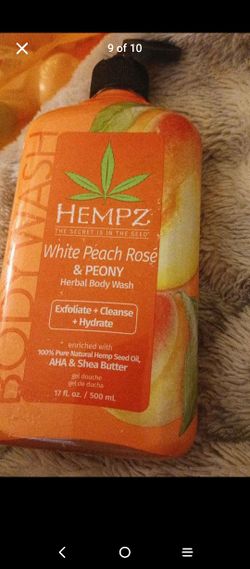 9 of 10
BODY WASH
HEMPZ
THE SECRET IS IN THE SEED®
White Peach Rosé
& PEONY
Herbal Body Wash
Exfoliate + Cleanse
+ Hydrate
enriched with
100% Pure Natural Hemp Seed Oil,
AHA & Shea Butter
gel douche
gel de ducha
17 fl. oz. / 500 mL